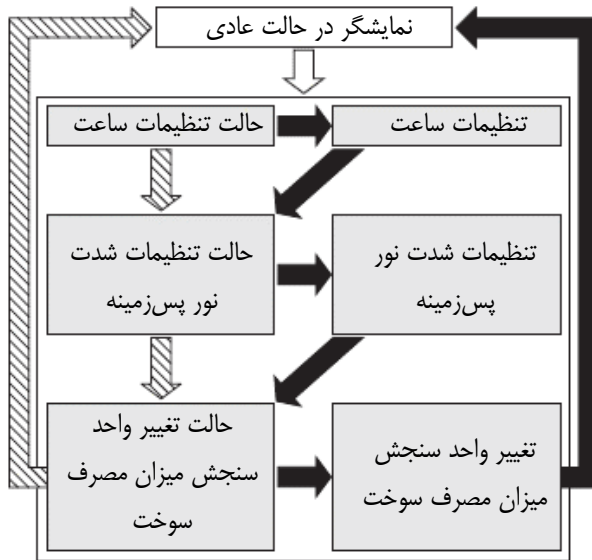 نمایشگر در حالت عادی
حالت تنظیمات ساعت
تنظیمات ساعت
حالت تنظیمات شدت
نور پس‌زمینه
تنظیمات شدت نور
پس‌زمینه
حالت تغییر واحد
سنجش میزان مصرف
سوخت
تغییر واحد سنجش
میزان مصرف سوخت